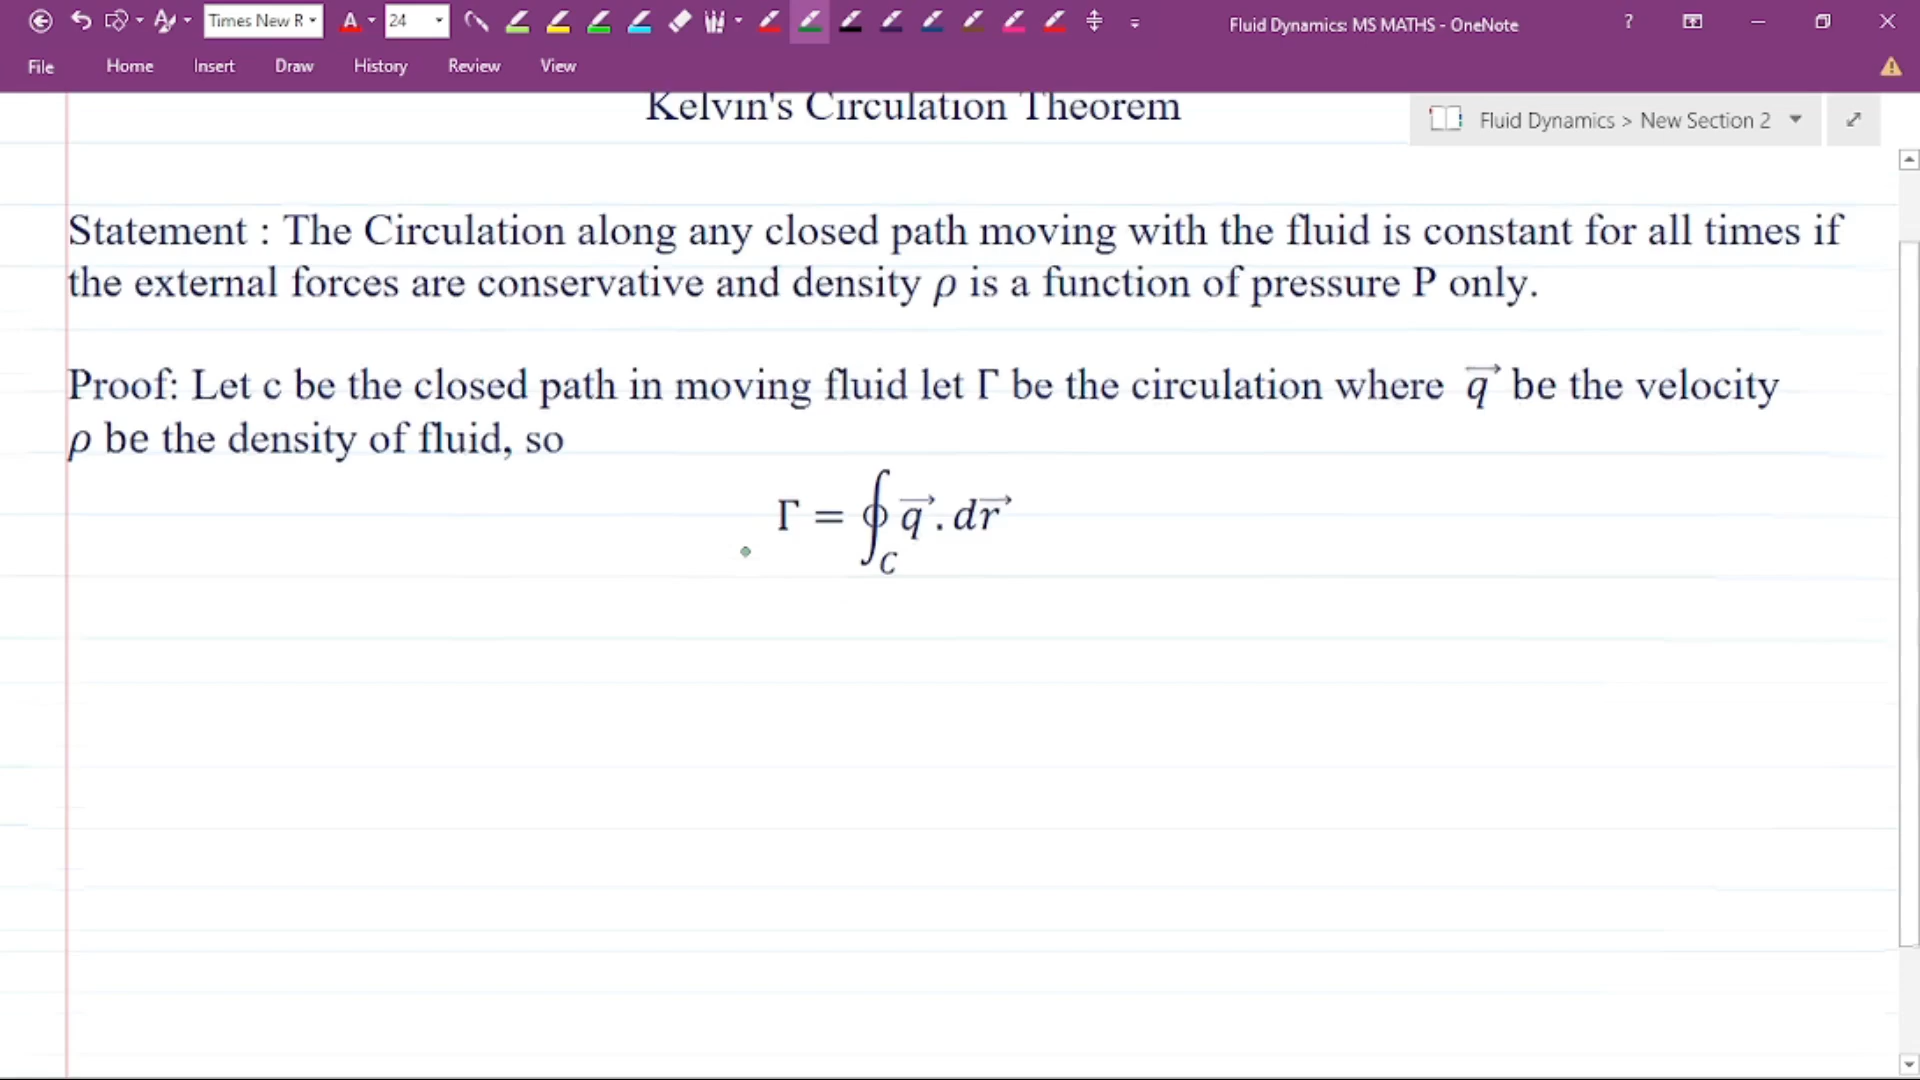 Times New R
A
24
Fluid Dynamics: MS MATHS - OneNote
?
File Home Insert Draw History Review View
Kelvin's Circulation Theorem
Fluid Dynamics > New Section 2
Statement : The Circulation along any closed path moving with the fluid is constant for all times if
the external forces are conservative and density ρ is a function of pressure P only.
Proof: Let c be the closed path in moving fluid let Γ be the circulation where q⃗ be the velocity
ρ be the density of fluid, so
Γ = ∮_C q⃗ . dr⃗